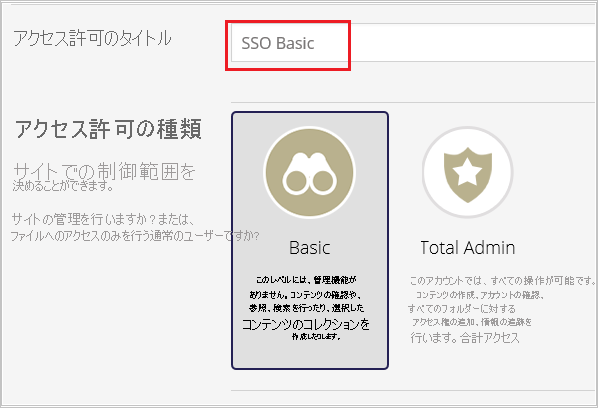 アクセス許可のタイトル
SSO Basic
アクセス許可の種類
サイトでの制御範囲を
決めることができます。
サイトの管理を行いますか？または、
ファイルへのアクセスのみを行う通常のユーザーですか?
Basic
このレベルには、管理機能が
ありません。コンテンツの確認や、
参照、検索を行ったり、選択した
コンテンツのコレクションを
作成したりします。
Total Admin
このアカウントでは、すべての操作が可能です。
コンテンツの作成、アカウントの確認、
すべてのフォルダーに対する
アクセス権の追加、情報の追跡を
行います。合計アクセス